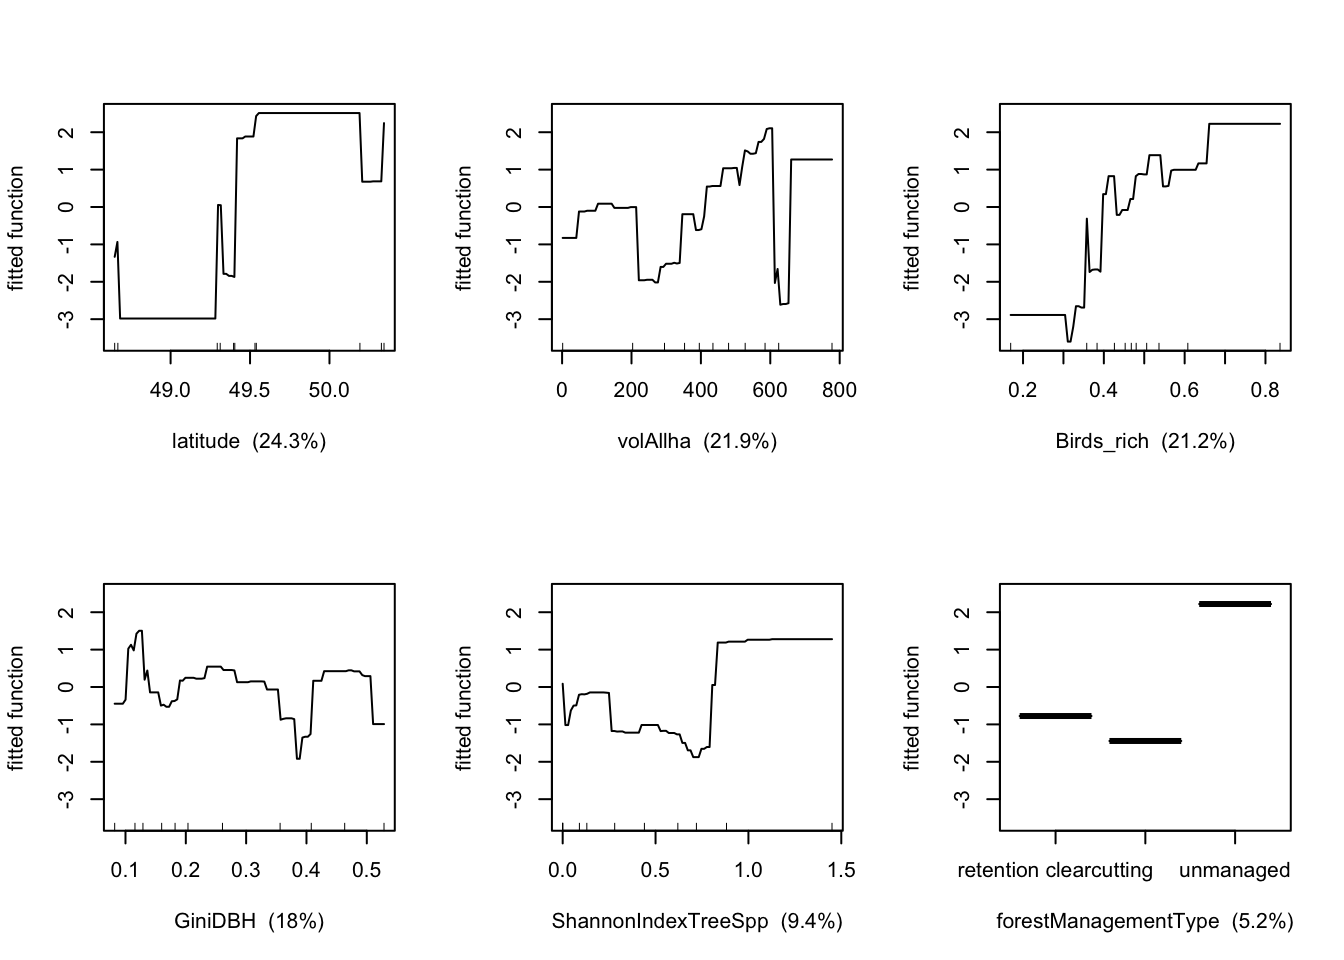 fitted function
2
1
0
-1
-2
-3
49.0 49.5 50.0
latitude (24.3%)
fitted function
2
1
0
-1
-2
-3
0 200 400 600 800
volAllha (21.9%)
fitted function
2
1
0
-1
-2
-3
0.2 0.4 0.6 0.8
Birds_rich (21.2%)
fitted function
2
1
0
-1
-2
-3
0.1 0.2 0.3 0.4 0.5
GiniDBH (18%)
fitted function
2
1
0
-1
-2
-3
0.0 0.5 1.0 1.5
ShannonIndexTreeSpp (9.4%)
fitted function
2
1
0
-1
-2
-3
retention clearcutting unmanaged
forestManagementType (5.2%)